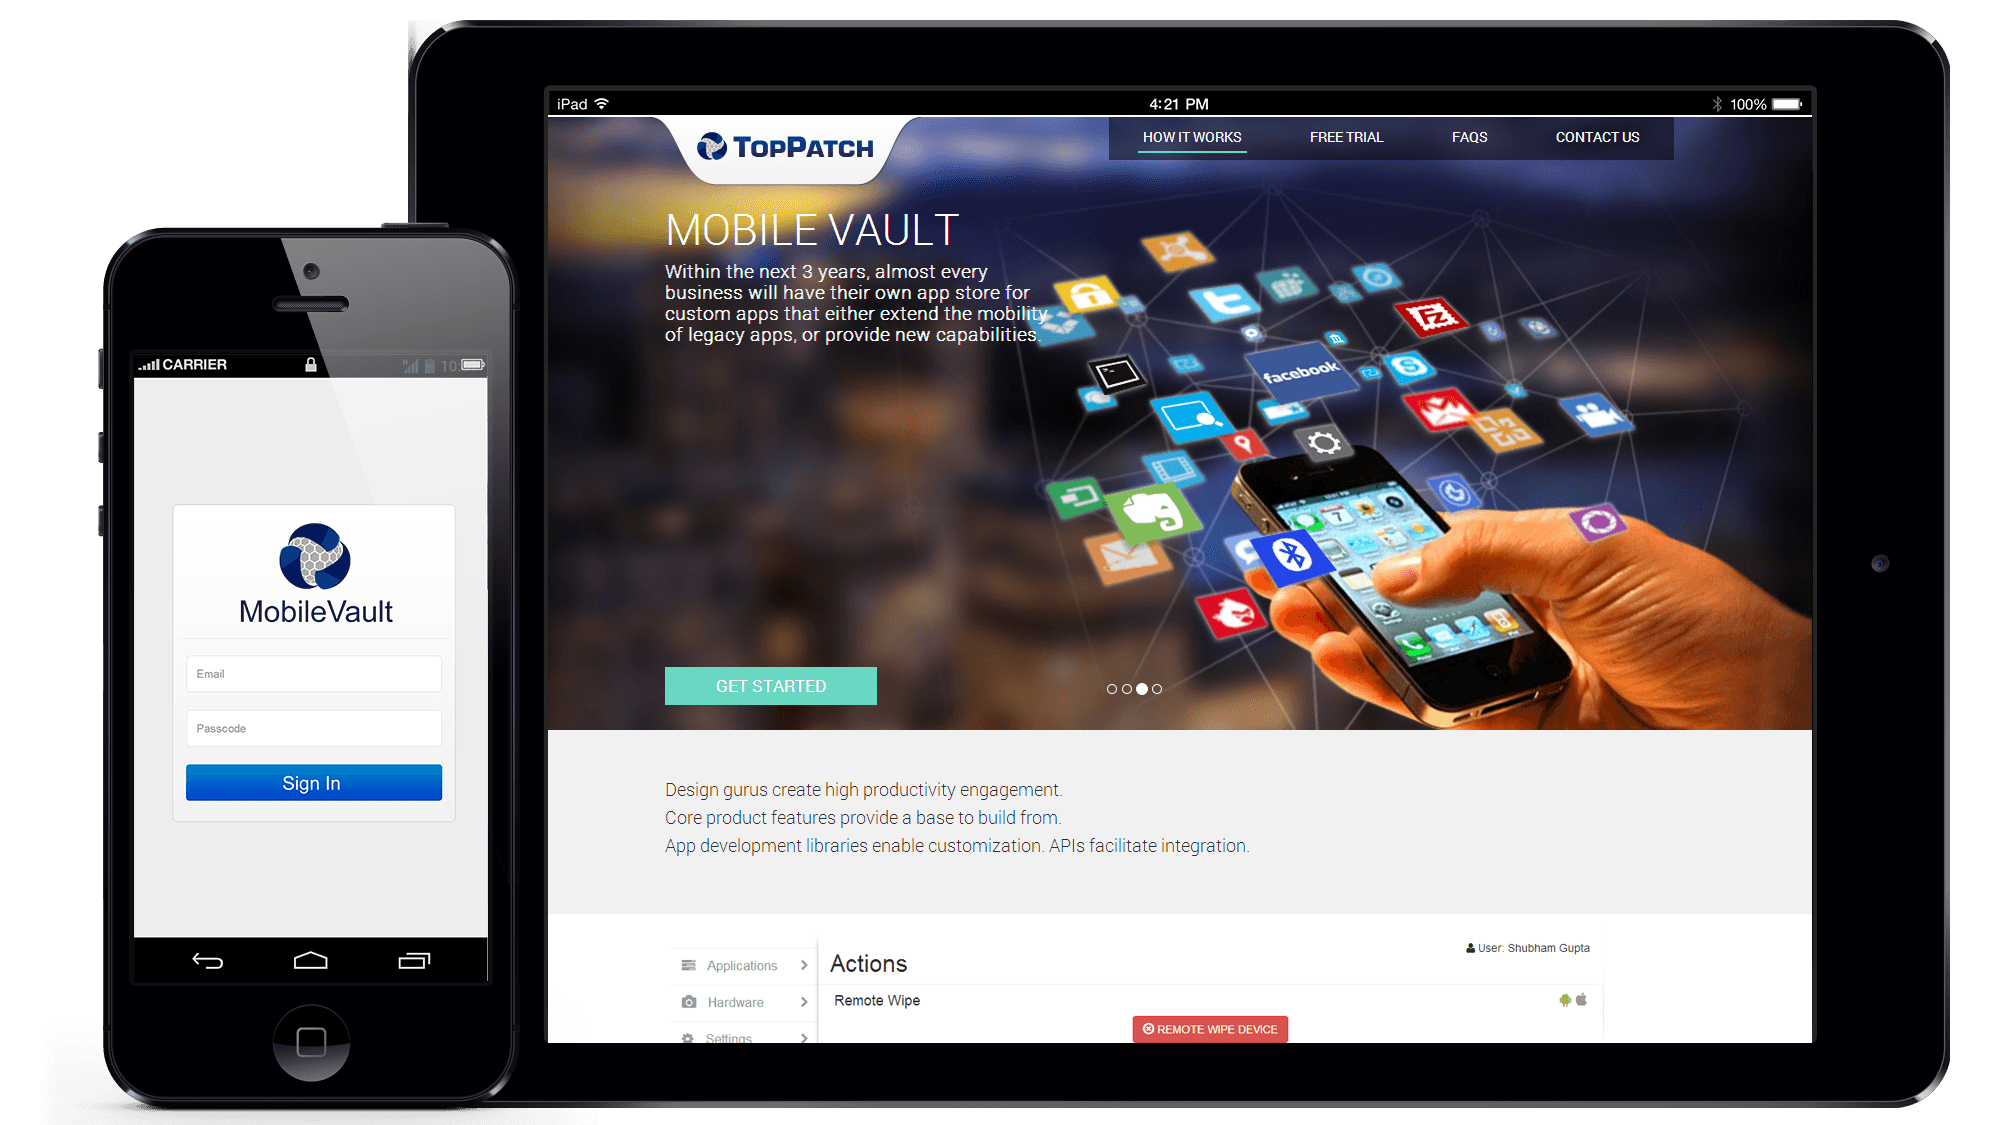 CARRIER
10:
MobileVault
Email
Passcode
Sign In
iPad
4:21 PM
100%
TOPPATCH
HOW IT WORKS
FREE TRIAL
FAQS
CONTACT US
MOBILE VAULT
Within the next 3 years, almost every
business will have their own app store for
custom apps that either extend the mobility
of legacy apps, or provide new capabilities.
Fz
facebook
GET STARTED
Design gurus create high productivity engagement.
Core product features provide a base to build from.
App development libraries enable customization. APIs facilitate integration.
User: Shubham Gupta
Applications
Actions
Hardware
Remote Wipe
Settings
REMOTE WIPE DEVICE